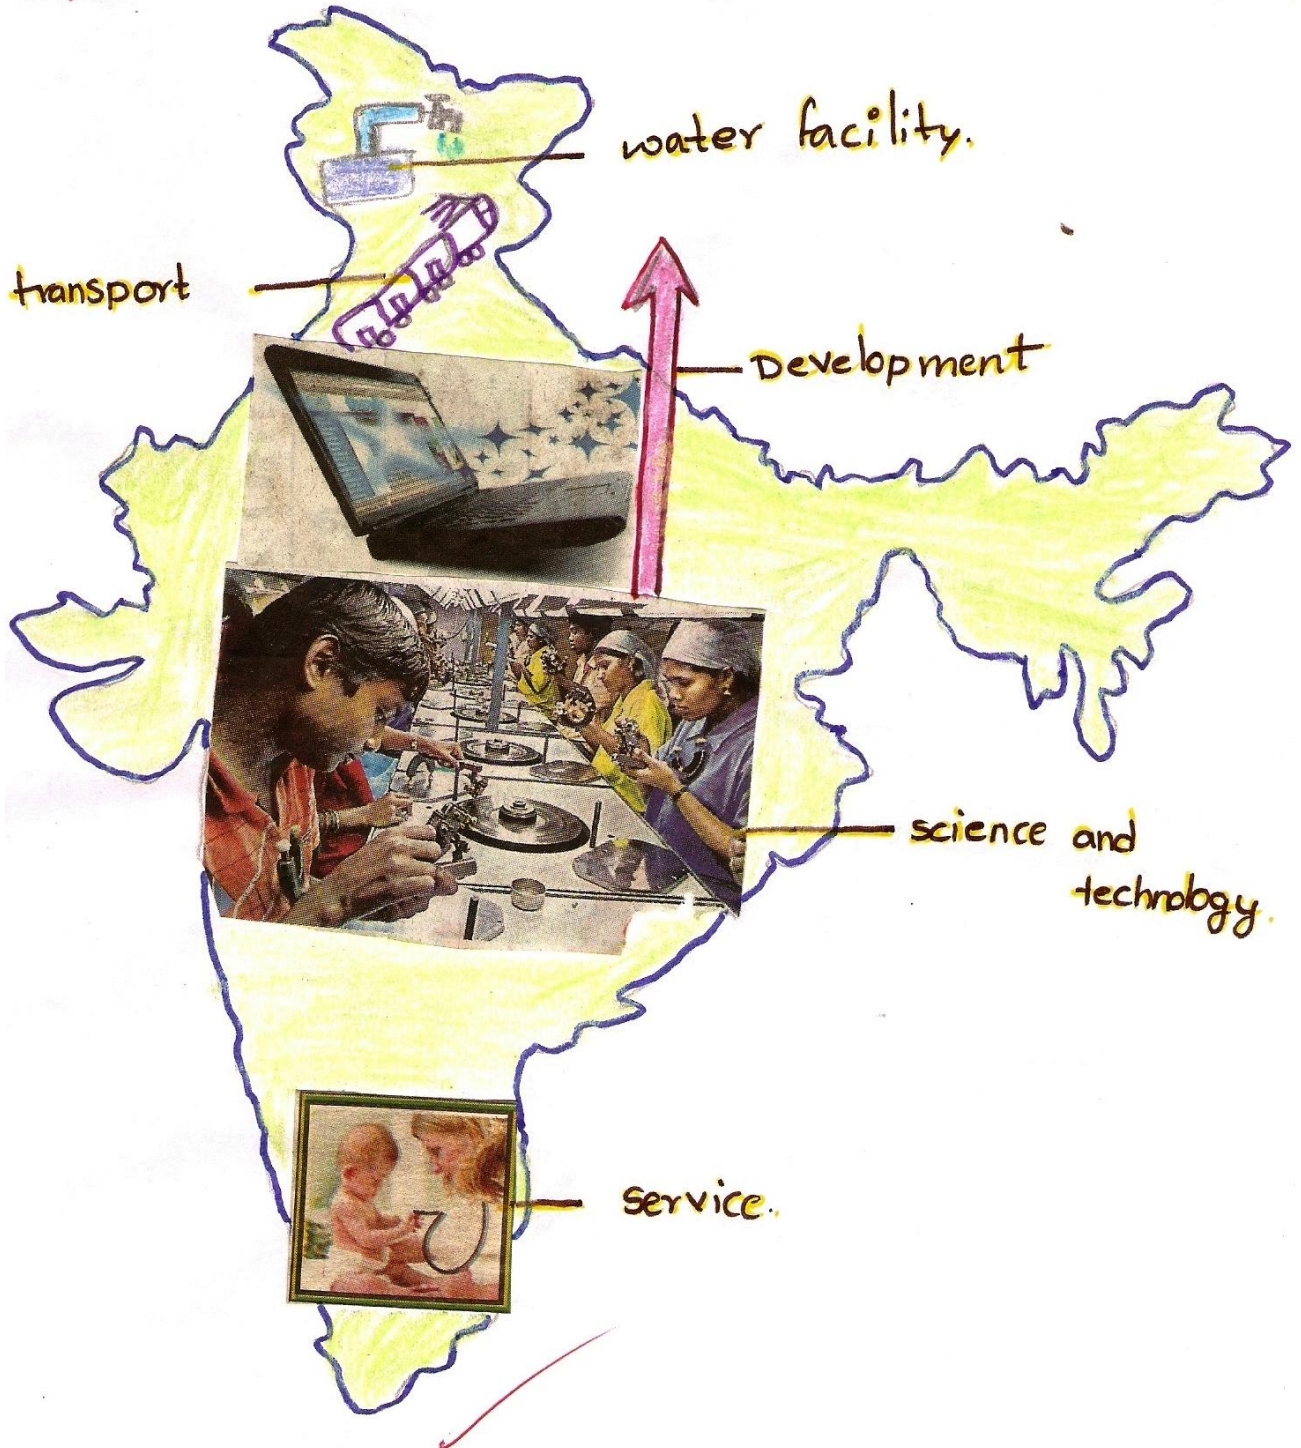 water facility.
transport
Development
science and
technology.
service.